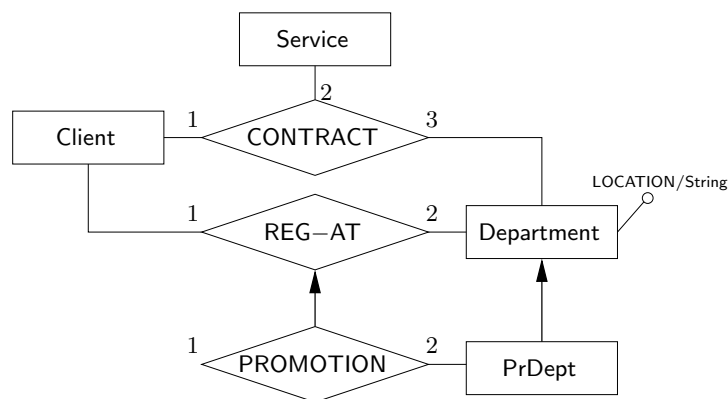 Service
2
1
3
Client
CONTRACT
LOCATION/String
1
2
REG−AT
Department
1
2
PROMOTION
PrDept